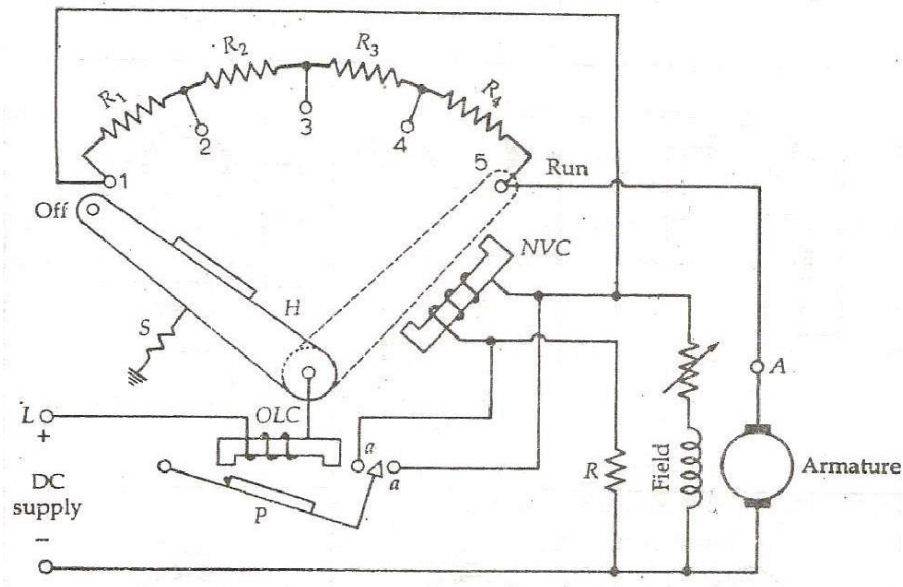 R1
R2
R3
R4
1
2
3
4
5
Run
Off
NVC
H
S
A
L
+
OLC
a
a
DC
supply
P
R
Field
Armature
−